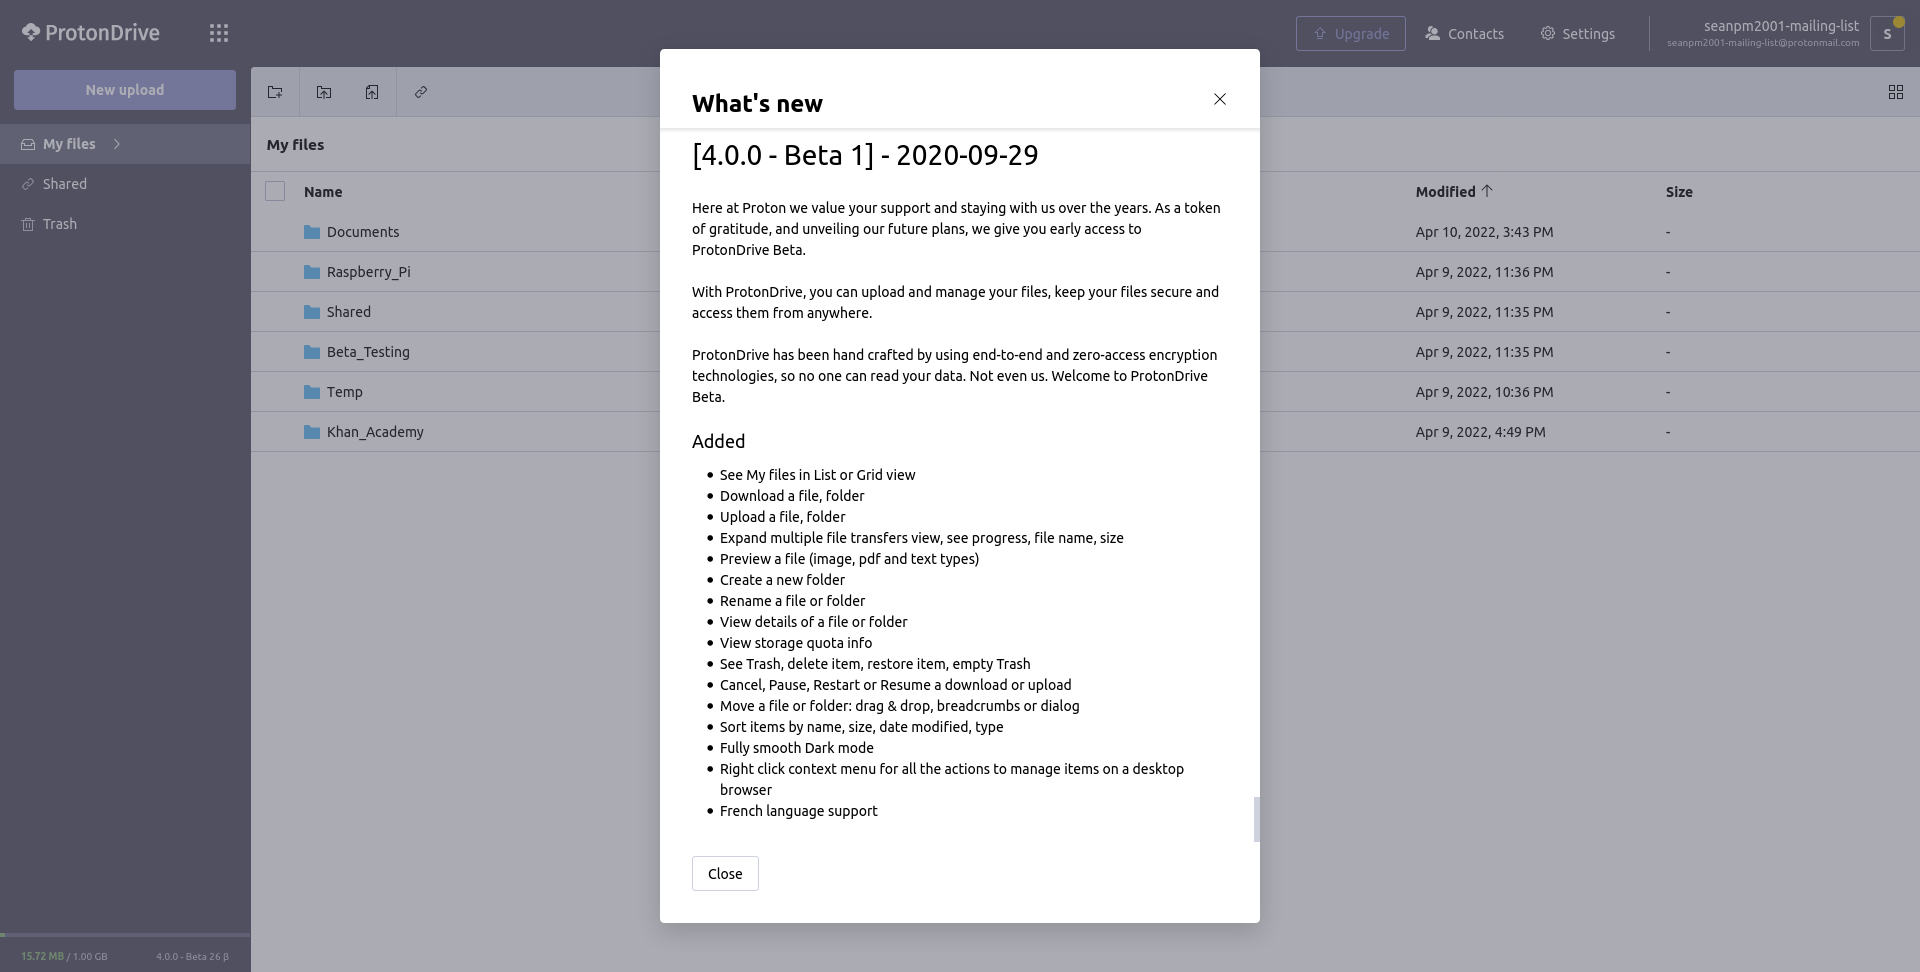 ProtonDrive
Upgrade
Contacts
Settings
seanpm2001-mailing-list
seanpm2001-mailing-list@protonmail.com
S
New upload
My files
Shared
Trash
My files
Name
Modified
Size
Documents
Apr 10, 2022, 3:43 PM
-
Raspberry_Pi
Apr 9, 2022, 11:36 PM
-
Shared
Apr 9, 2022, 11:35 PM
-
Beta_Testing
Apr 9, 2022, 11:35 PM
-
Temp
Apr 9, 2022, 10:36 PM
-
Khan_Academy
Apr 9, 2022, 4:49 PM
-
What's new
[4.0.0 - Beta 1] - 2020-09-29
Here at Proton we value your support and staying with us over the years. As a token
of gratitude, and unveiling our future plans, we give you early access to
ProtonDrive Beta.
With ProtonDrive, you can upload and manage your files, keep your files secure and
access them from anywhere.
ProtonDrive has been hand crafted by using end-to-end and zero-access encryption
technologies, so no one can read your data. Not even us. Welcome to ProtonDrive
Beta.
Added
• See My files in List or Grid view
• Download a file, folder
• Upload a file, folder
• Expand multiple file transfers view, see progress, file name, size
• Preview a file (image, pdf and text types)
• Create a new folder
• Rename a file or folder
• View details of a file or folder
• View storage quota info
• See Trash, delete item, restore item, empty Trash
• Cancel, Pause, Restart or Resume a download or upload
• Move a file or folder: drag & drop, breadcrumbs or dialog
• Sort items by name, size, date modified, type
• Fully smooth Dark mode
• Right click context menu for all the actions to manage items on a desktop
browser
• French language support
Close
15.72 MB / 1.00 GB
4.0.0 - Beta 26 β